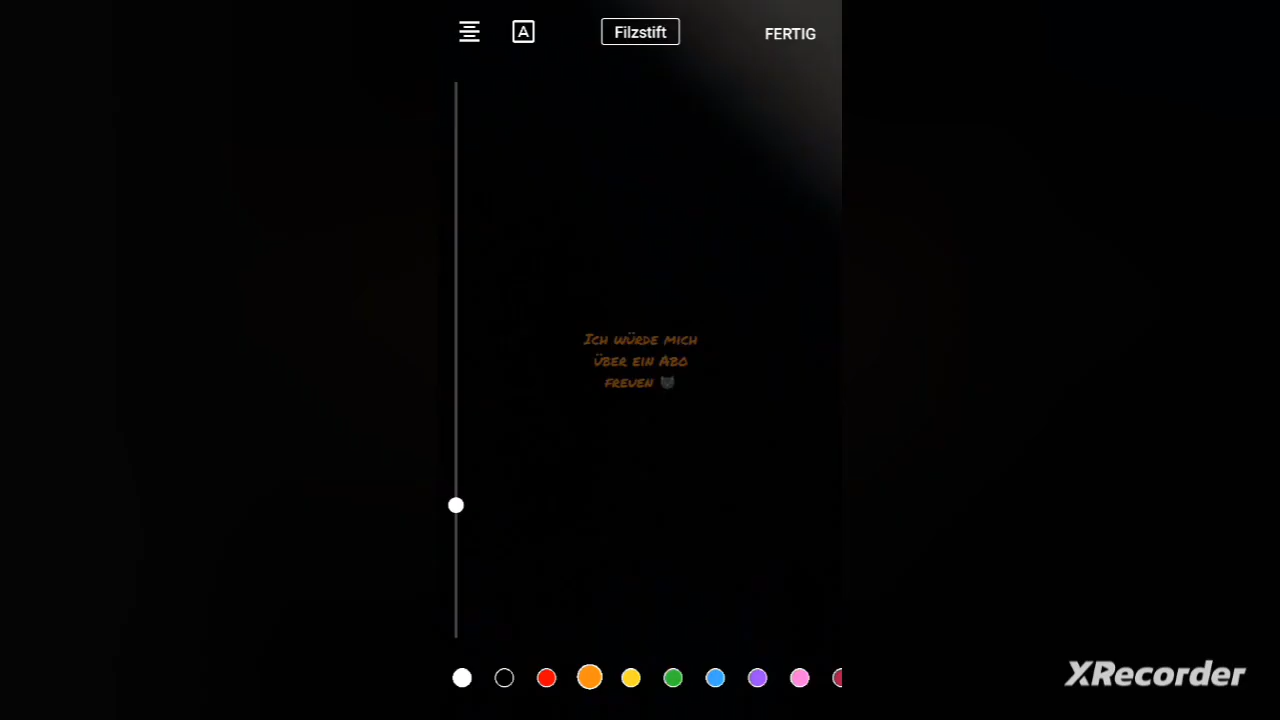 A
Filzstift
FERTIG
Ich würde mich
über ein Abo
freuen 😺
XRecorder